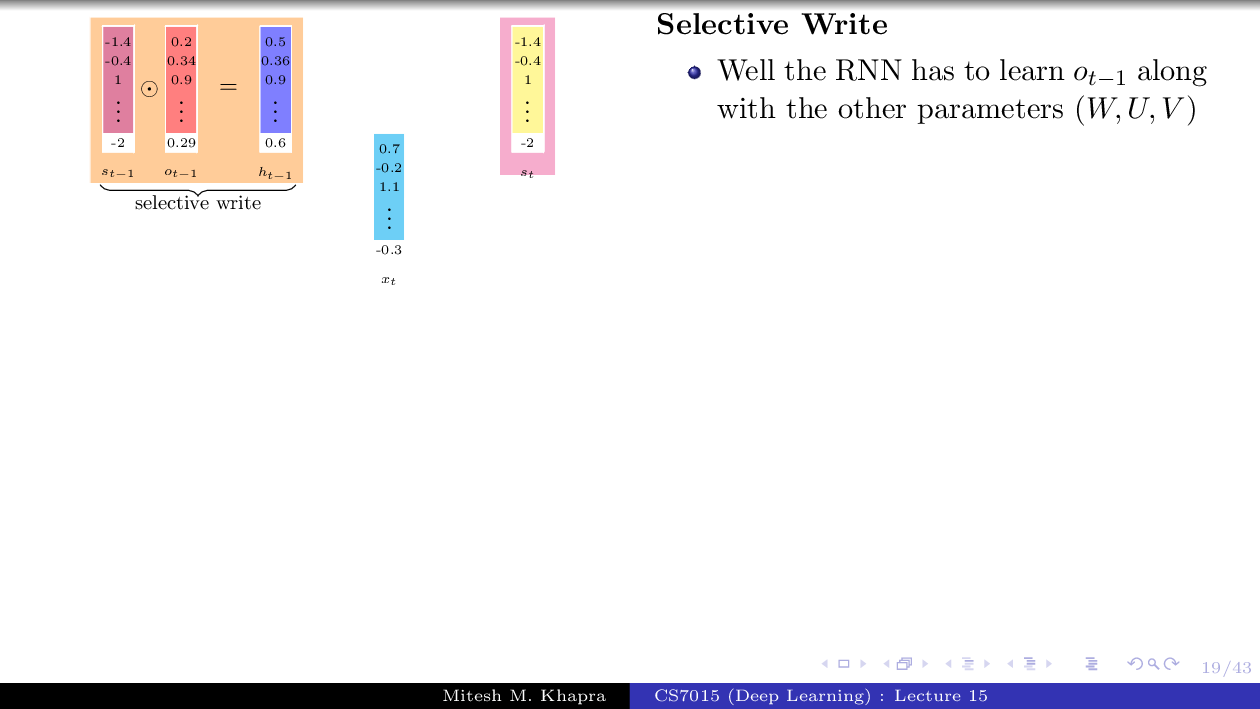 -1.4 0.2 0.5
-0.4 0.34 0.36
1 ⊙ 0.9 = 0.9
⋮ ⋮ ⋮
-2 0.29 0.6
s_{t−1} o_{t−1} h_{t−1}
selective write
0.7
-0.2
1.1
⋮
-0.3
x_t
-1.4
-0.4
1
⋮
-2
s_t
Selective Write
Well the RNN has to learn o_{t−1} along
with the other parameters (W, U, V)
19/43
Mitesh M. Khapra
CS7015 (Deep Learning) : Lecture 15